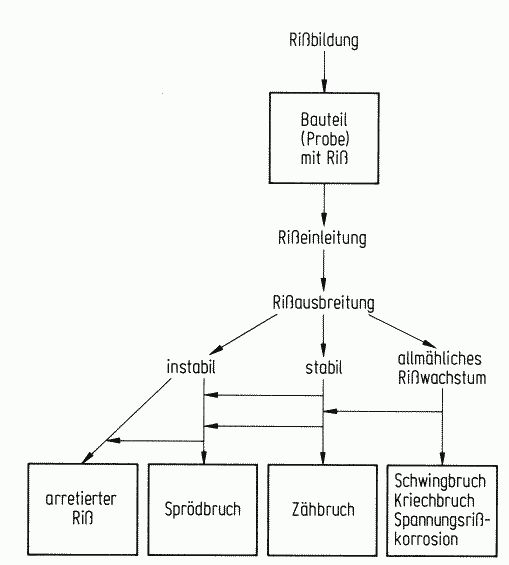 Rißbildung
Bauteil
(Probe)
mit Riß
Rißeinleitung
Rißausbreitung
instabil
stabil
allmähliches
Rißwachstum
arretierter
Riß
Sprödbruch
Zähbruch
Schwingbruch
Kriechbruch
Spannungsriß-
korrosion